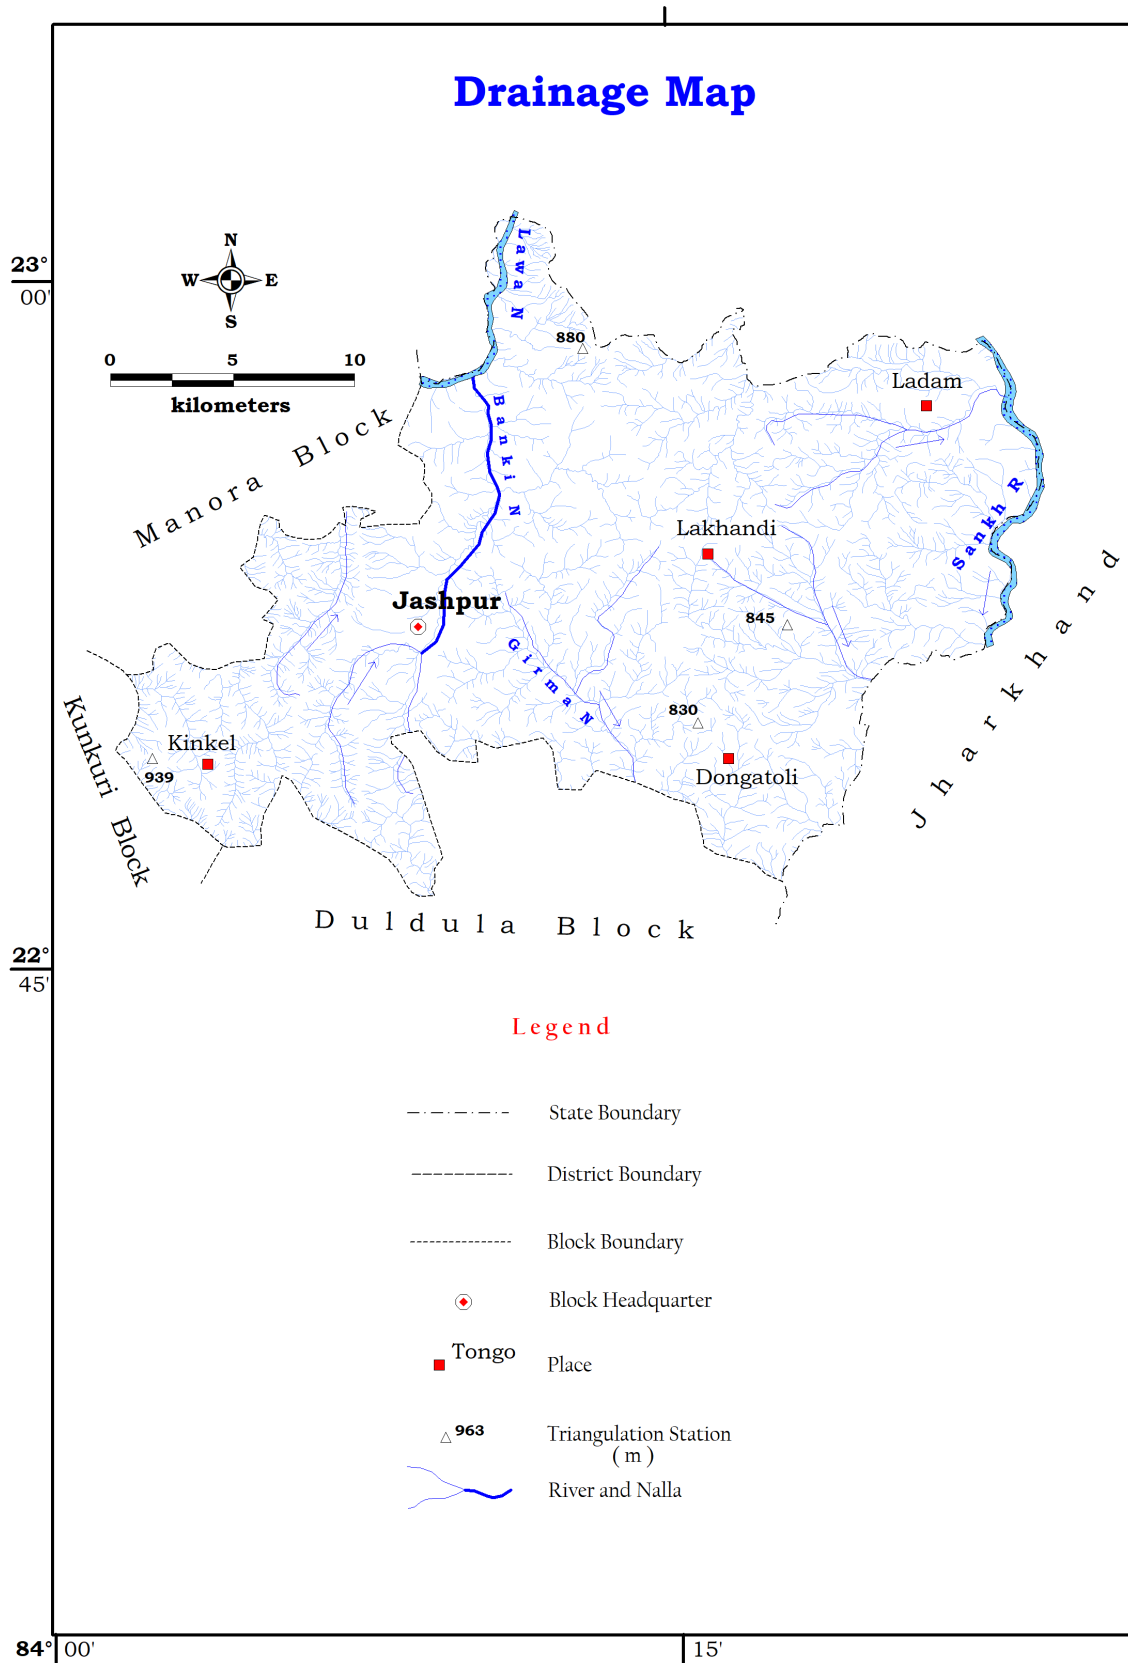 Drainage Map
Lawa N
23°
00'
N
W E
S
0 5 10
kilometers
880
Ladam
Banki N
Manora Block
Sankh R
Lakhandi
Jashpur
845
Girma N
Jharkhand
830
Kunkuri Block
Kinkel
939
Dongatoli
Duldula Block
22°
45'
Legend
State Boundary
District Boundary
Block Boundary
Block Headquarter
Tongo
Place
963
Triangulation Station
( m )
River and Nalla
84° 00' 15'